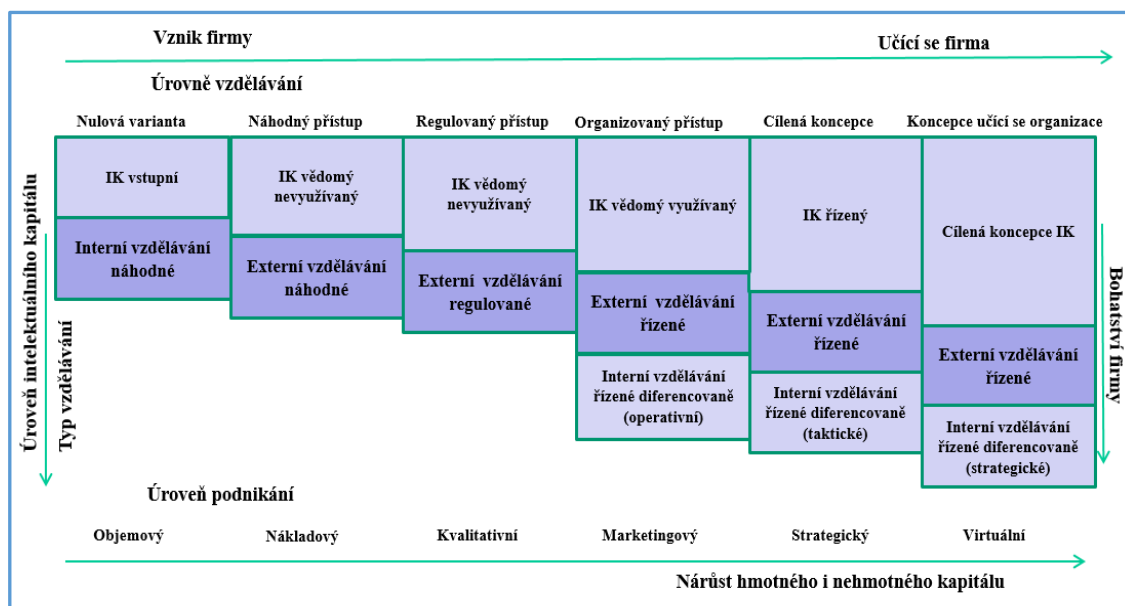 Vznik firmy
Učící se firma
Úrovně vzdělávání
Nulová varianta
Náhodný přístup
Regulovaný přístup
Organizovaný přístup
Cílená koncepce
Koncepce učící se organizace
Úroveň intelektuálního kapitálu
Typ vzdělávání
IK vstupní
Interní vzdělávání
náhodné
IK vědomý
nevyužívaný
Externí vzdělávání
náhodné
IK vědomý
nevyužívaný
Externí vzdělávání
regulované
IK vědomý využívaný
Externí vzdělávání
řízené
Interní vzdělávání
řízené diferencovaně
(operativní)
IK řízený
Externí vzdělávání
řízené
Interní vzdělávání
řízené diferencovaně
(taktické)
Cílená koncepce IK
Externí vzdělávání
řízené
Interní vzdělávání
řízené diferencovaně
(strategické)
Bohatství firmy
Úroveň podnikání
Objemový
Nákladový
Kvalitativní
Marketingový
Strategický
Virtuální
Nárůst hmotného i nehmotného kapitálu